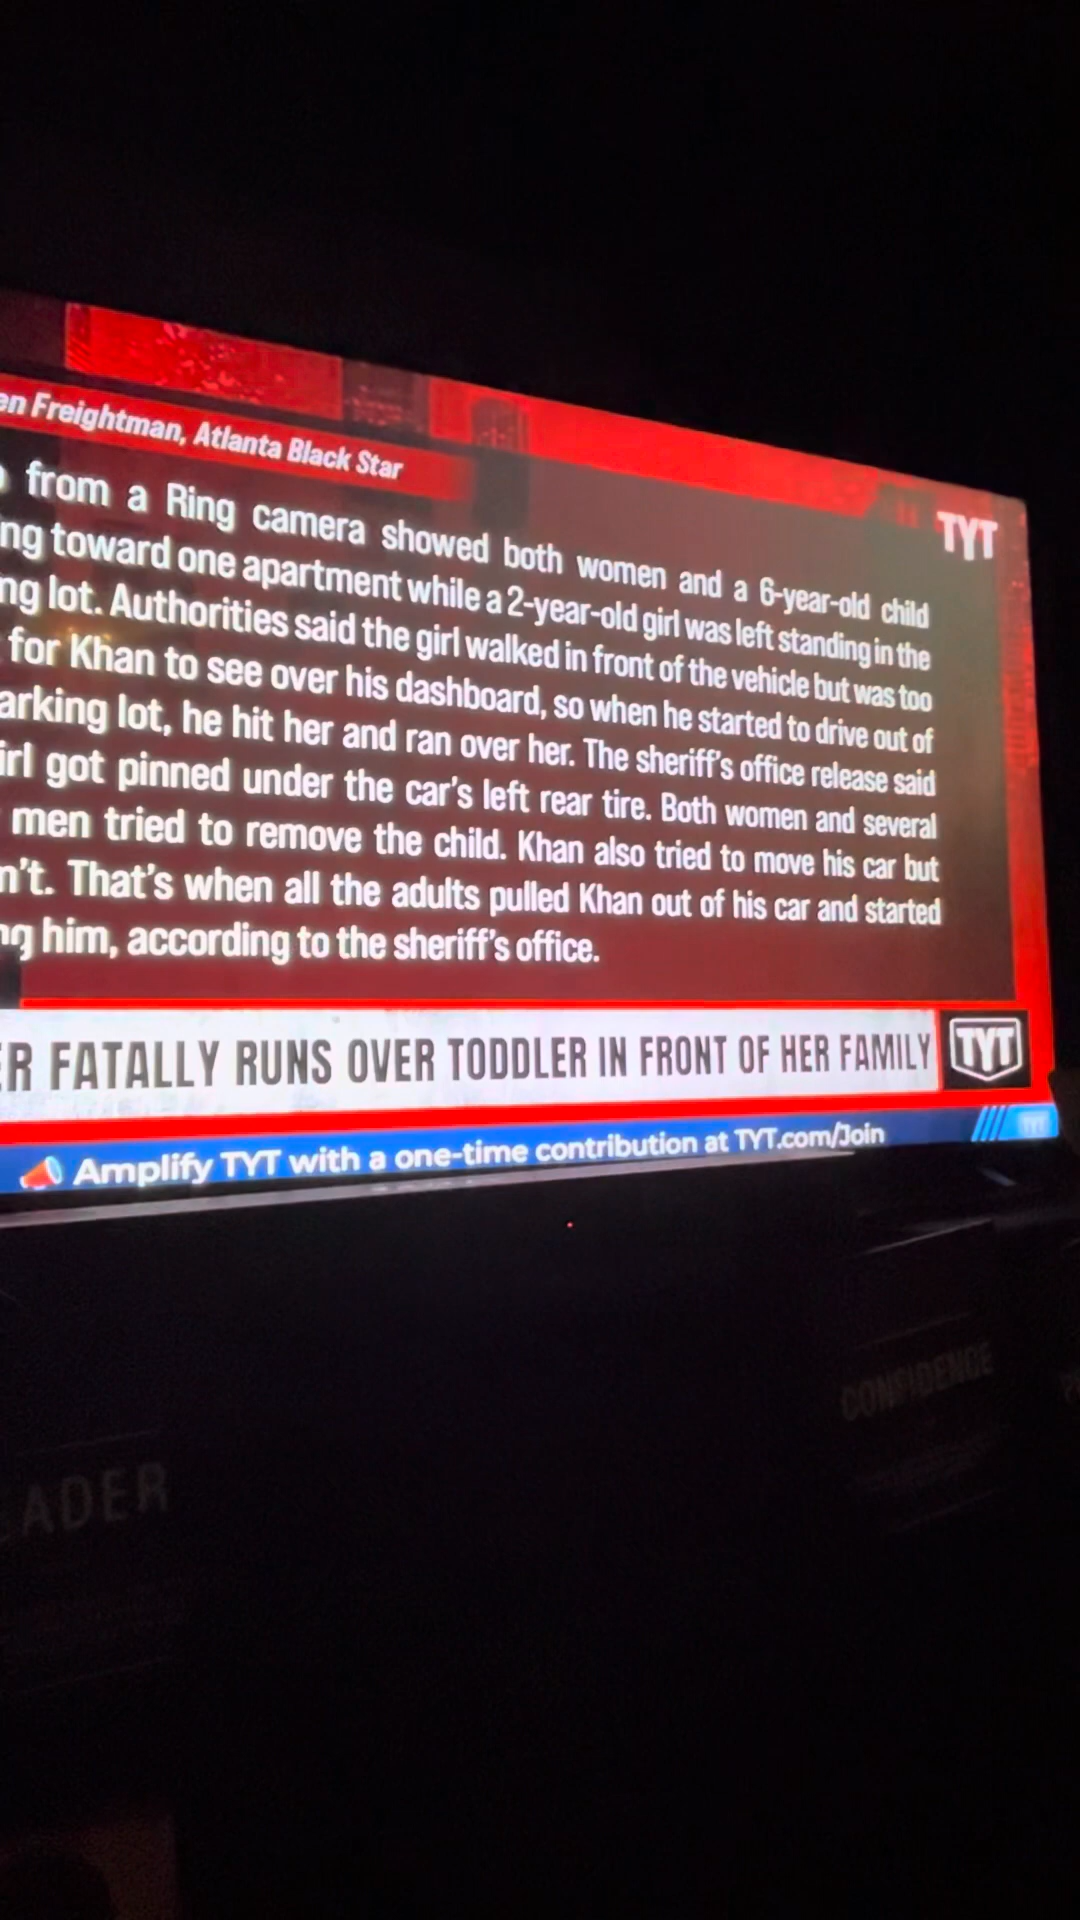 en Freightman, Atlanta Black Star
TYT
from a Ring camera showed both women and a 6-year-old child
ng toward one apartment while a 2-year-old girl was left standing in the
ng lot. Authorities said the girl walked in front of the vehicle but was too
for Khan to see over his dashboard, so when he started to drive out of
arking lot, he hit her and ran over her. The sheriff's office release said
irl got pinned under the car's left rear tire. Both women and several
men tried to remove the child. Khan also tried to move his car but
n't. That's when all the adults pulled Khan out of his car and started
ng him, according to the sheriff's office.
ER FATALLY RUNS OVER TODDLER IN FRONT OF HER FAMILY
TYT
Amplify TYT with a one-time contribution at TYT.com/Join
TYT
CONFIDENCE
ADER